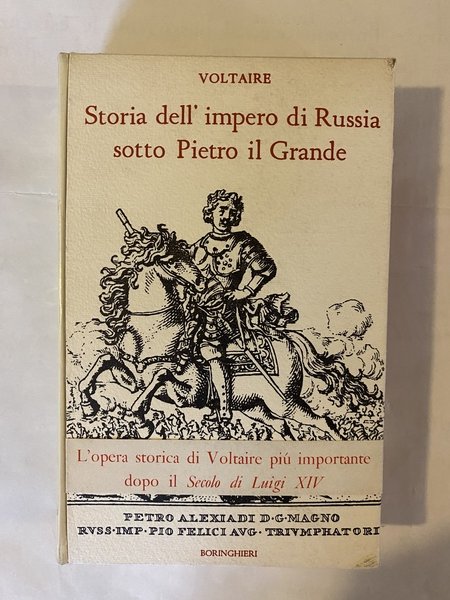 VOLTAIRE
Storia dell' impero di Russia
sotto Pietro il Grande
L'opera storica di Voltaire piú importante
dopo il Secolo di Luigi XIV
PETRO ALEXIADI D·G·MAGNO
RVSS·IMP·PIO FELICI AVG·TRIVMPHATORI
BORINGHIERI